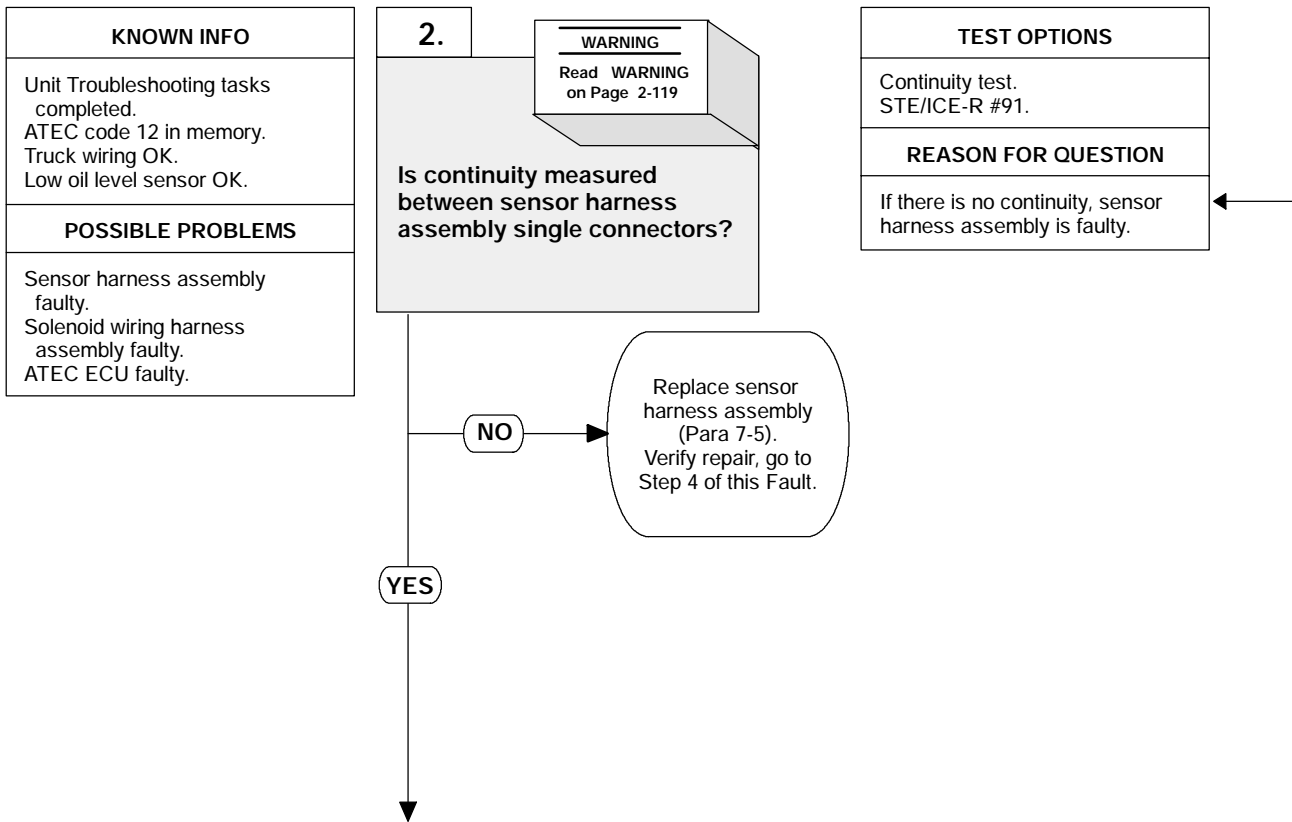 KNOWN INFO
Unit Troubleshooting tasks
completed.
ATEC code 12 in memory.
Truck wiring OK.
Low oil level sensor OK.
POSSIBLE PROBLEMS
Sensor harness assembly
faulty.
Solenoid wiring harness
assembly faulty.
ATEC ECU faulty.
2.
WARNING
Read WARNING
on Page 2-119
Is continuity measured
between sensor harness
assembly single connectors?
TEST OPTIONS
Continuity test.
STE/ICE-R #91.
REASON FOR QUESTION
If there is no continuity, sensor
harness assembly is faulty.
NO
Replace sensor
harness assembly
(Para 7-5).
Verify repair, go to
Step 4 of this Fault.
YES